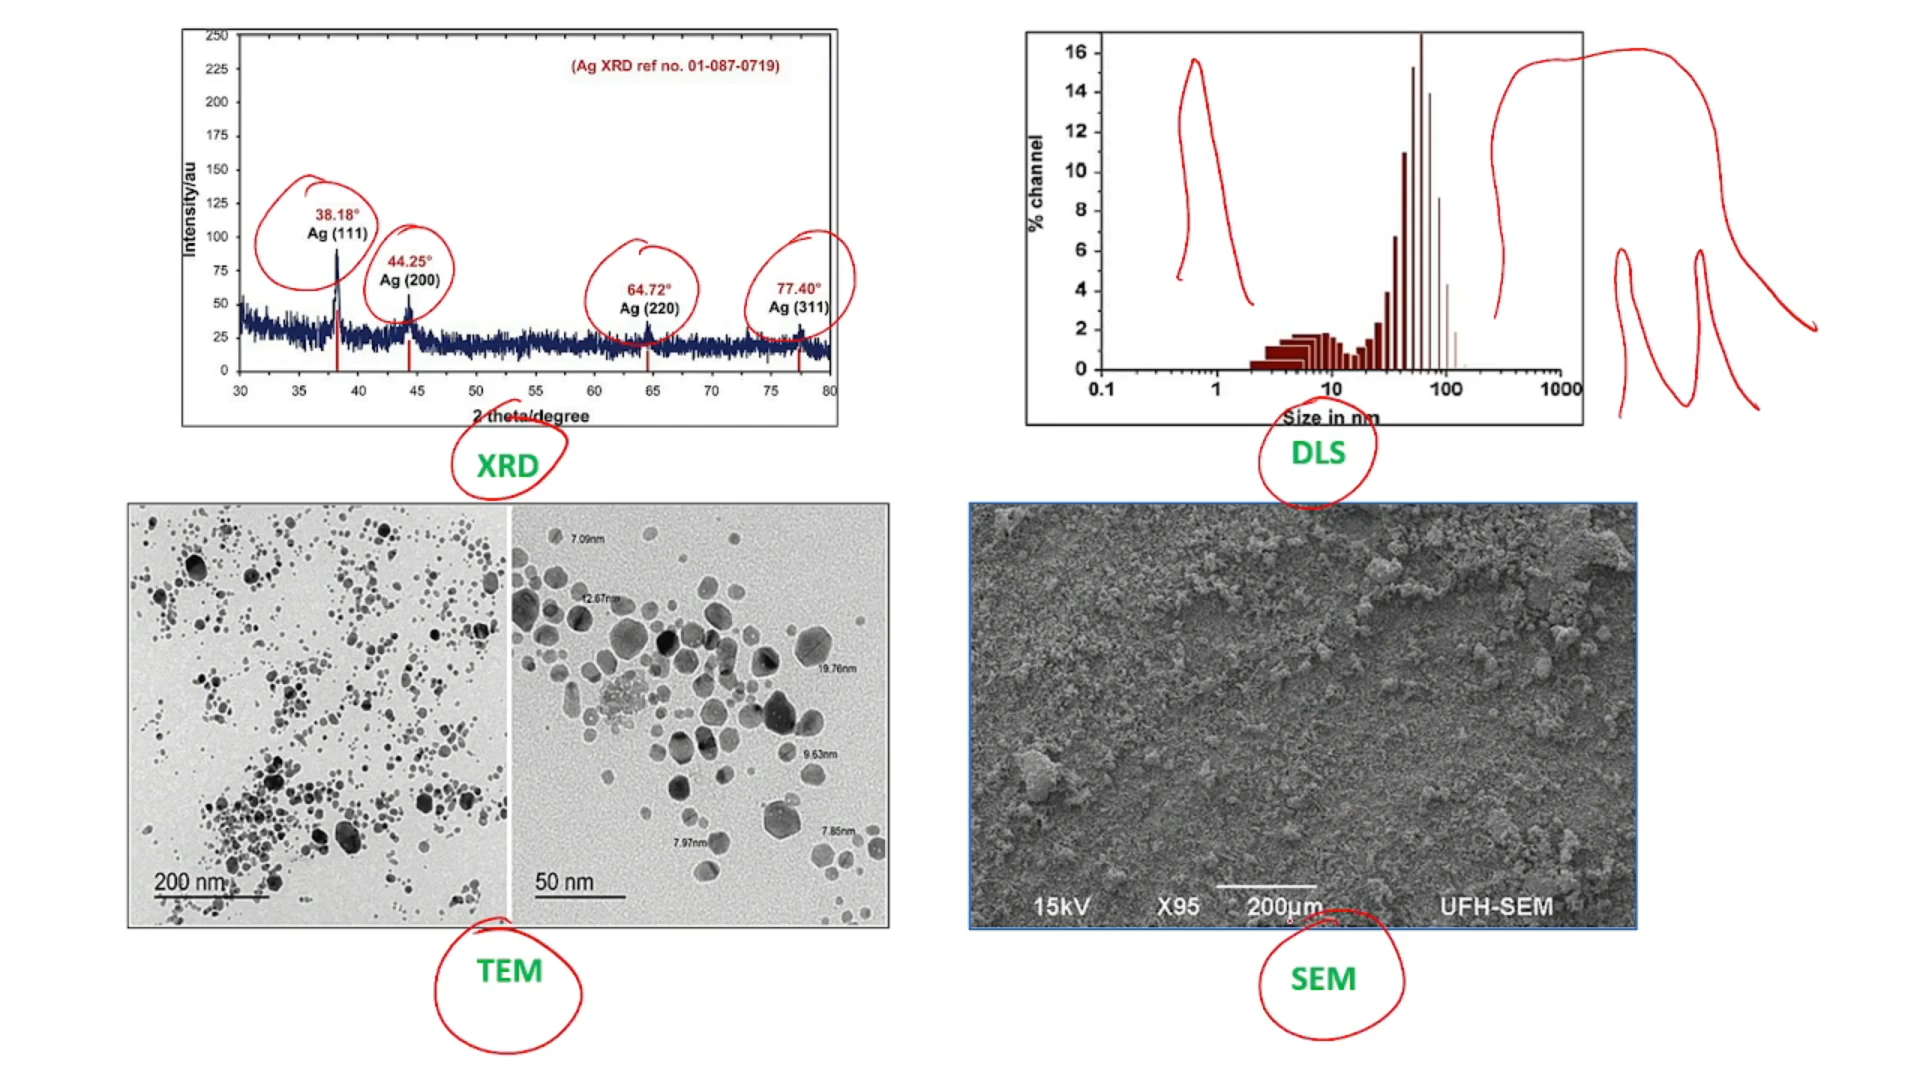 250
225
200
175
150
125
100
75
50
25
0
Intensity/au
(Ag XRD ref no. 01-087-0719)
38.18°
Ag (111)
44.25°
Ag (200)
64.72°
Ag (220)
77.40°
Ag (311)
30 35 40 45 50 55 60 65 70 75 80
2 theta/degree
XRD
16
14
12
10
8
6
4
2
0
% channel
0.1 1 10 100 1000
Size in nm
DLS
7.09nm
12.67nm
19.76nm
9.63nm
7.85nm
7.97nm
200 nm
50 nm
TEM
15kV X95 200µm UFH-SEM
SEM